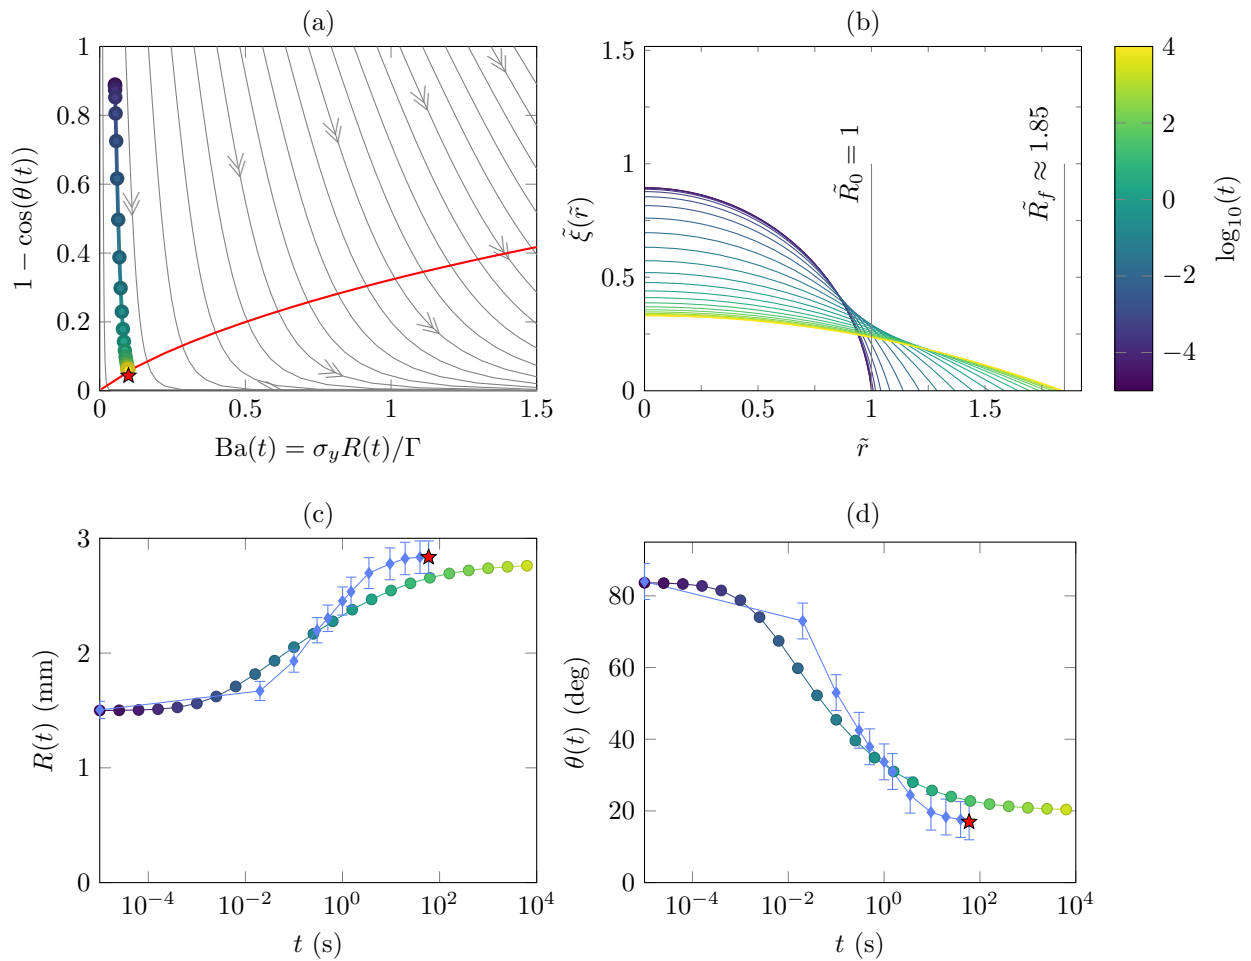 (a)
1
0.8
0.6
0.4
0.2
0
1 − cos(θ(t))
0
0.5
1
1.5
Ba(t) = σ_y R(t)/Γ
(b)
1.5
1
0.5
0
ξ̃(r̃)
R̃_0 = 1
R̃_f ≈ 1.85
0
0.5
1
1.5
r̃
4
2
0
−2
−4
log_10(t)
(c)
3
2
1
0
R(t) (mm)
10^−4
10^−2
10^0
10^2
10^4
t (s)
(d)
80
60
40
20
0
θ(t) (deg)
10^−4
10^−2
10^0
10^2
10^4
t (s)